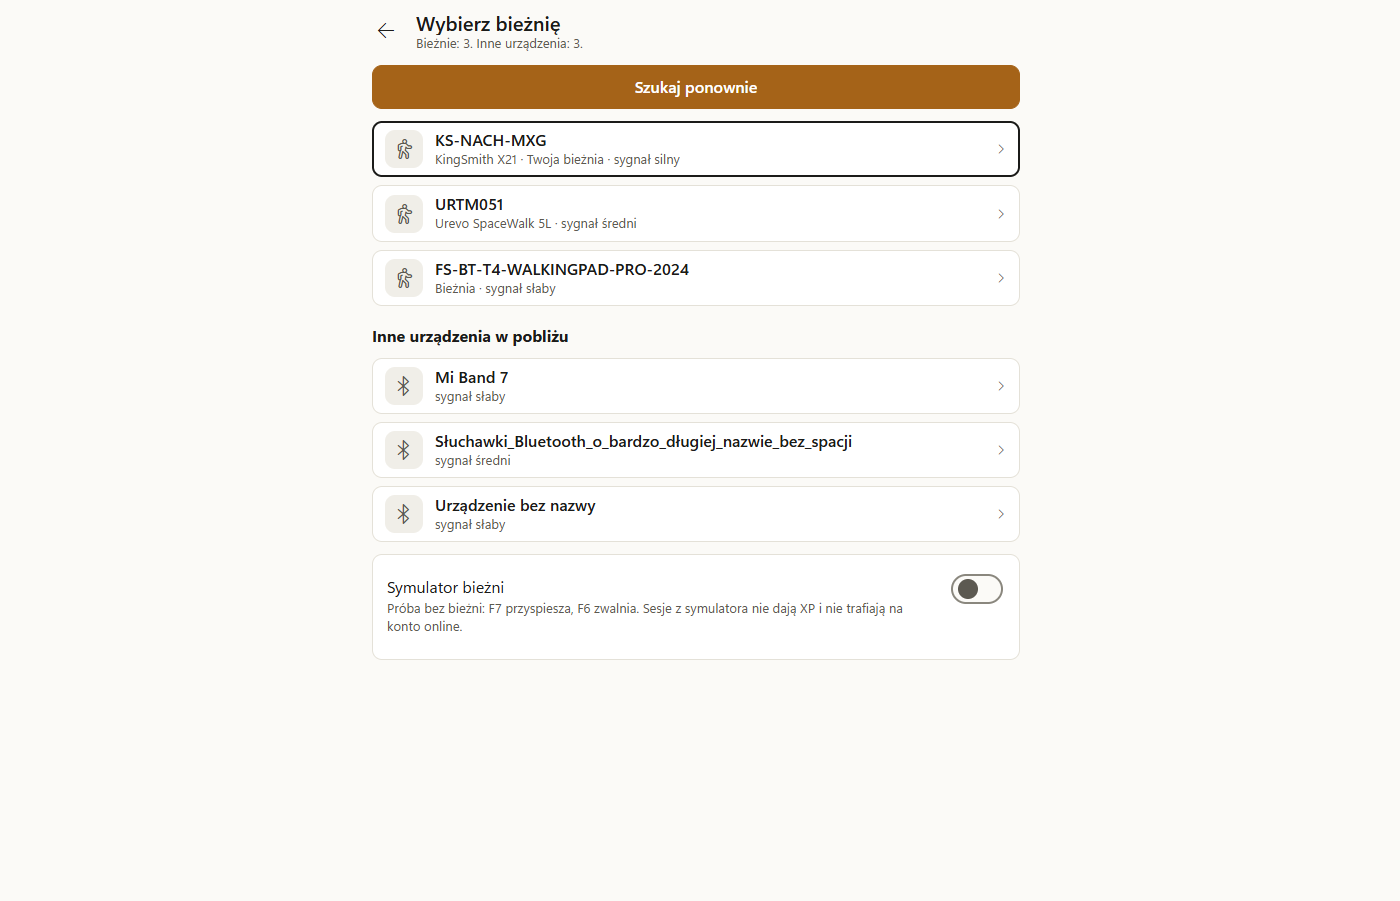 Wybierz bieżnię
Bieżnie: 3. Inne urządzenia: 3.
Szukaj ponownie
KS-NACH-MXG
KingSmith X21 · Twoja bieżnia · sygnał silny
URTM051
Urevo SpaceWalk 5L · sygnał średni
FS-BT-T4-WALKINGPAD-PRO-2024
Bieżnia · sygnał słaby
Inne urządzenia w pobliżu
Mi Band 7
sygnał słaby
Słuchawki_Bluetooth_o_bardzo_długiej_nazwie_bez_spacji
sygnał średni
Urządzenie bez nazwy
sygnał słaby
Symulator bieżni
Próba bez bieżni: F7 przyspiesza, F6 zwalnia. Sesje z symulatora nie dają XP i nie trafiają na
konto online.